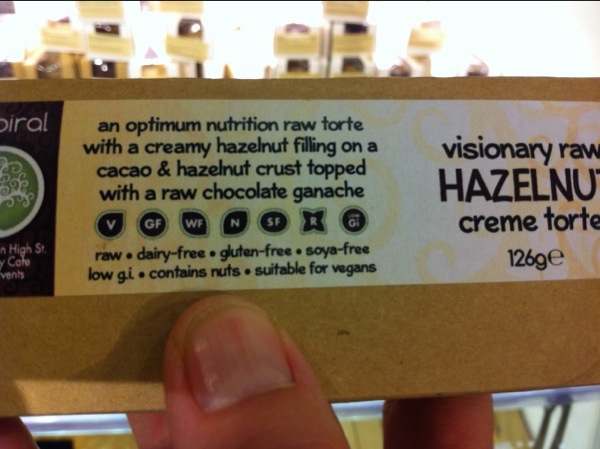 piral
n High St.
y Cafe
vents
an optimum nutrition raw torte
with a creamy hazelnut filling on a
cacao & hazelnut crust topped
with a raw chocolate ganache
V GF WF N SF R LOW Gi
raw • dairy-free • gluten-free • soya-free
low g.i. • contains nuts • suitable for vegans
visionary raw
HAZELNUT
creme torte
126g℮